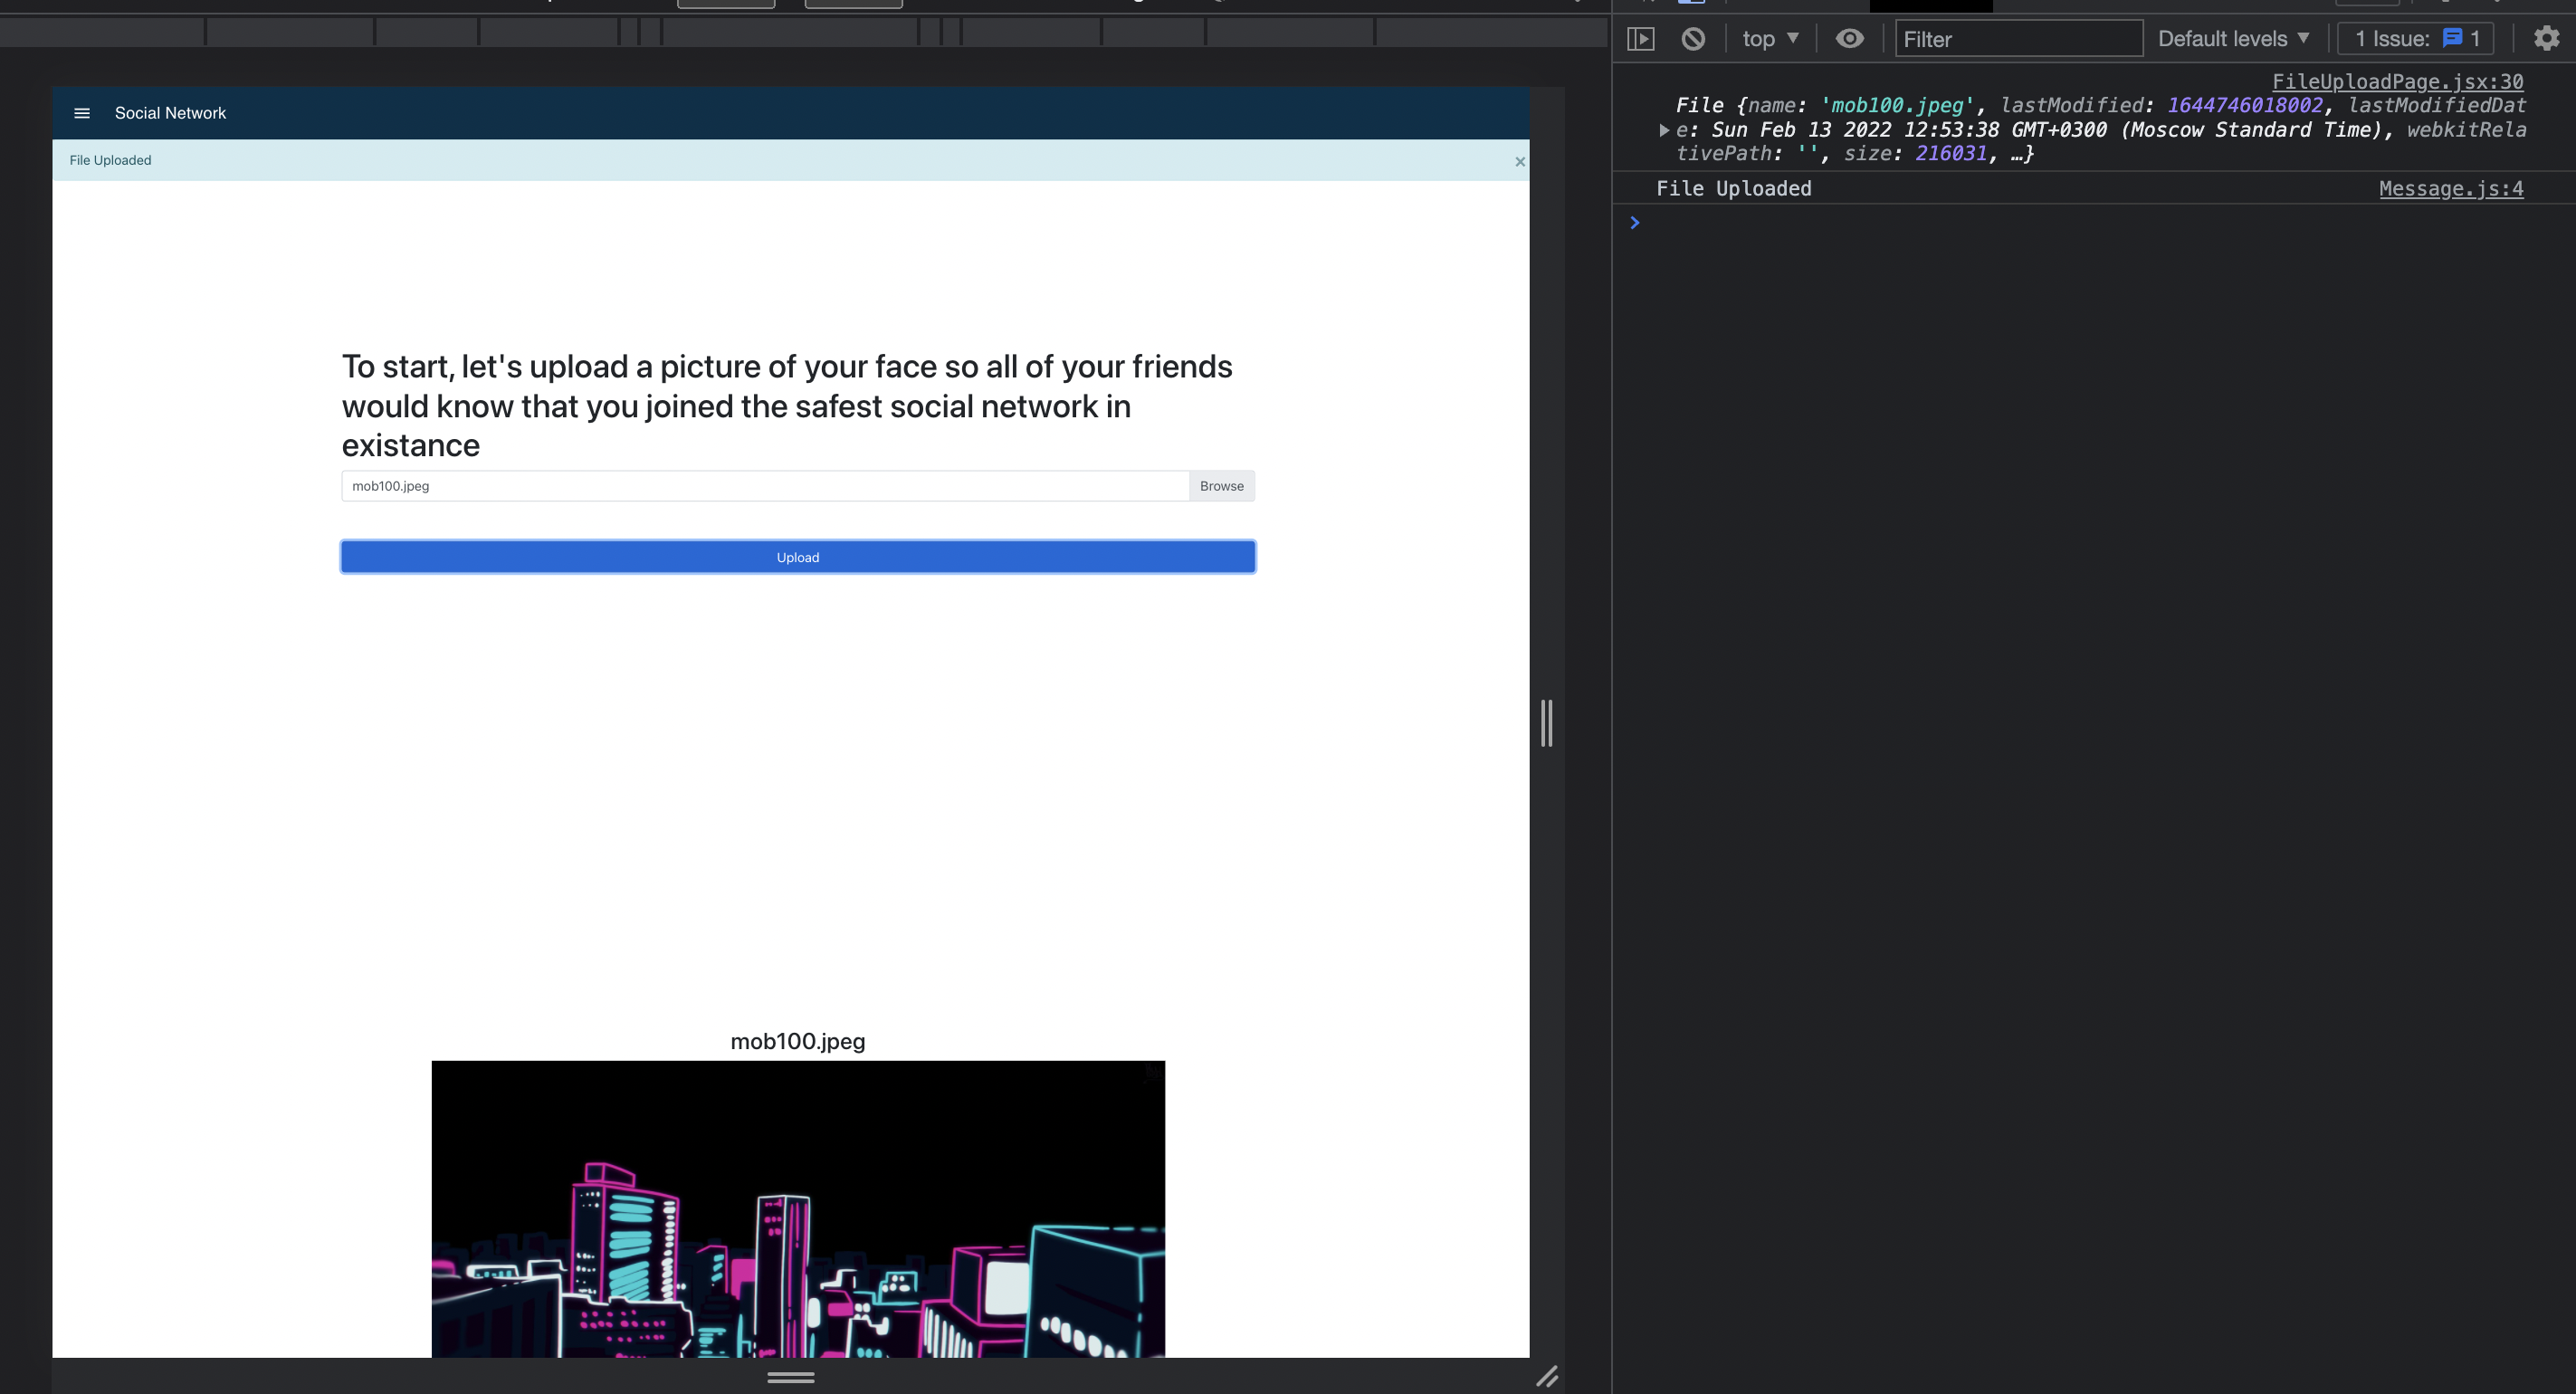 top
Filter
Default levels
1 Issue: 1
Social Network
File Uploaded
To start, let's upload a picture of your face so all of your friends
would know that you joined the safest social network in
existance
mob100.jpeg
Browse
Upload
mob100.jpeg
FileUploadPage.jsx:30
File {name: 'mob100.jpeg', lastModified: 1644746018002, lastModifiedDat
e: Sun Feb 13 2022 12:53:38 GMT+0300 (Moscow Standard Time), webkitRela
tivePath: '', size: 216031, …}
File Uploaded Message.js:4